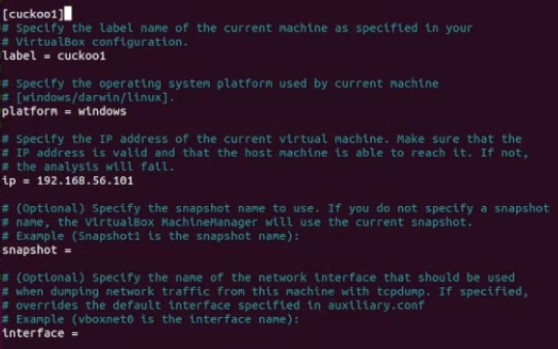 [cuckoo1]
# Specify the label name of the current machine as specified in your
# VirtualBox configuration.
label = cuckoo1
# Specify the operating system platform used by current machine
# [windows/darwin/linux].
platform = windows
# Specify the IP address of the current virtual machine. Make sure that the
# IP address is valid and that the host machine is able to reach it. If not,
# the analysis will fail.
ip = 192.168.56.101
# (Optional) Specify the snapshot name to use. If you do not specify a snapshot
# name, the VirtualBox MachineManager will use the current snapshot.
# Example (Snapshot1 is the snapshot name):
snapshot =
# (Optional) Specify the name of the network interface that should be used
# when dumping network traffic from this machine with tcpdump. If specified,
# overrides the default interface specified in auxiliary.conf
# Example (vboxnet0 is the interface name):
interface =